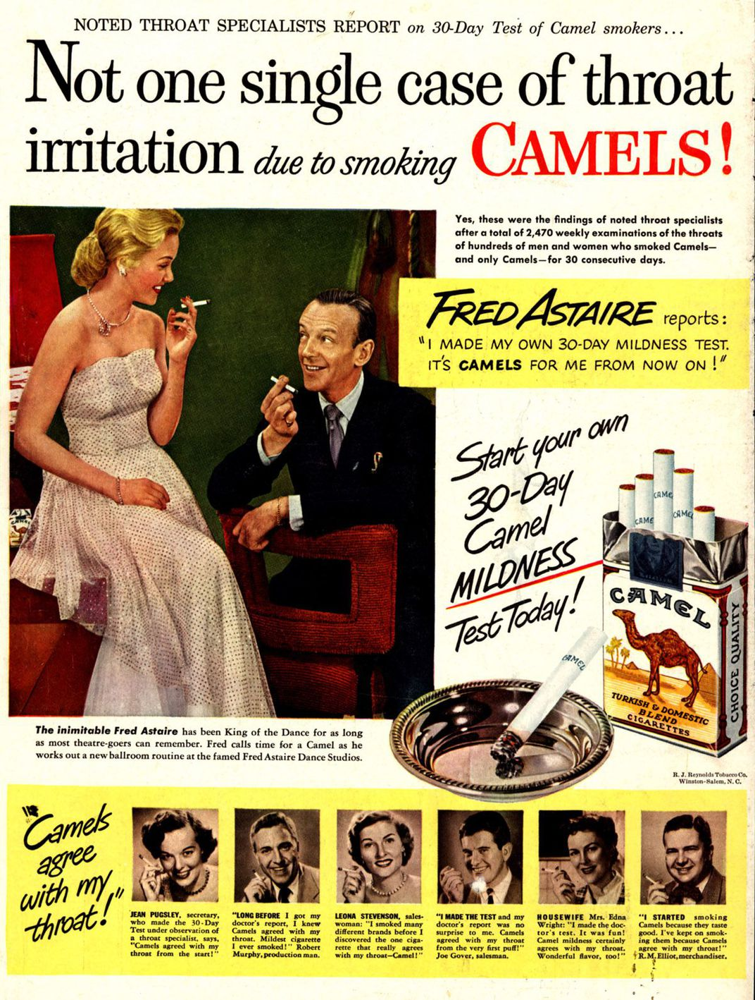 NOTED THROAT SPECIALISTS REPORT on 30-Day Test of Camel smokers...
Not one single case of throat
irritation due to smoking CAMELS!
Yes, these were the findings of noted throat specialists
after a total of 2,470 weekly examinations of the throats
of hundreds of men and women who smoked Camels—
and only Camels—for 30 consecutive days.
FRED ASTAIRE reports:
"I MADE MY OWN 30-DAY MILDNESS TEST.
IT'S CAMELS FOR ME FROM NOW ON!"
Start your own
30-Day
Camel
MILDNESS
Test Today!
CAMEL
CAMEL
CAMEL
CAMEL
CHOICE QUALITY
TURKISH & DOMESTIC
BLEND
CIGARETTES
CAMEL
CAMEL
The inimitable Fred Astaire has been King of the Dance for as long
as most theatre-goers can remember. Fred calls time for a Camel as he
works out a new ballroom routine at the famed Fred Astaire Dance Studios.
R. J. Reynolds Tobacco Co.
Winston-Salem, N. C.
"Camels
agree
with my
throat!"
JEAN PUGSLEY, secretary,
who made the 30-Day
Test under observation of
a throat specialist, says,
"Camels agreed with my
throat from the start!"
"LONG BEFORE I got my
doctor's report, I knew
Camels agreed with my
throat. Mildest cigarette
I ever smoked!" Robert
Murphy, production man.
LEONA STEVENSON, sales-
woman: "I smoked many
different brands before I
discovered the one ciga-
rette that really agrees
with my throat—Camel!"
"I MADE THE TEST and my
doctor's report was no
surprise to me. Camels
agreed with my throat
from the very first puff!"
Joe Gover, salesman.
HOUSEWIFE Mrs. Edna
Wright: "I made the doc-
tor's test. It was fun!
Camel mildness certainly
agrees with my throat.
Wonderful flavor, too!"
"I STARTED smoking
Camels because they taste
good. I've kept on smok-
ing them because Camels
agree with my throat!"
R.M. Elliot, merchandiser.